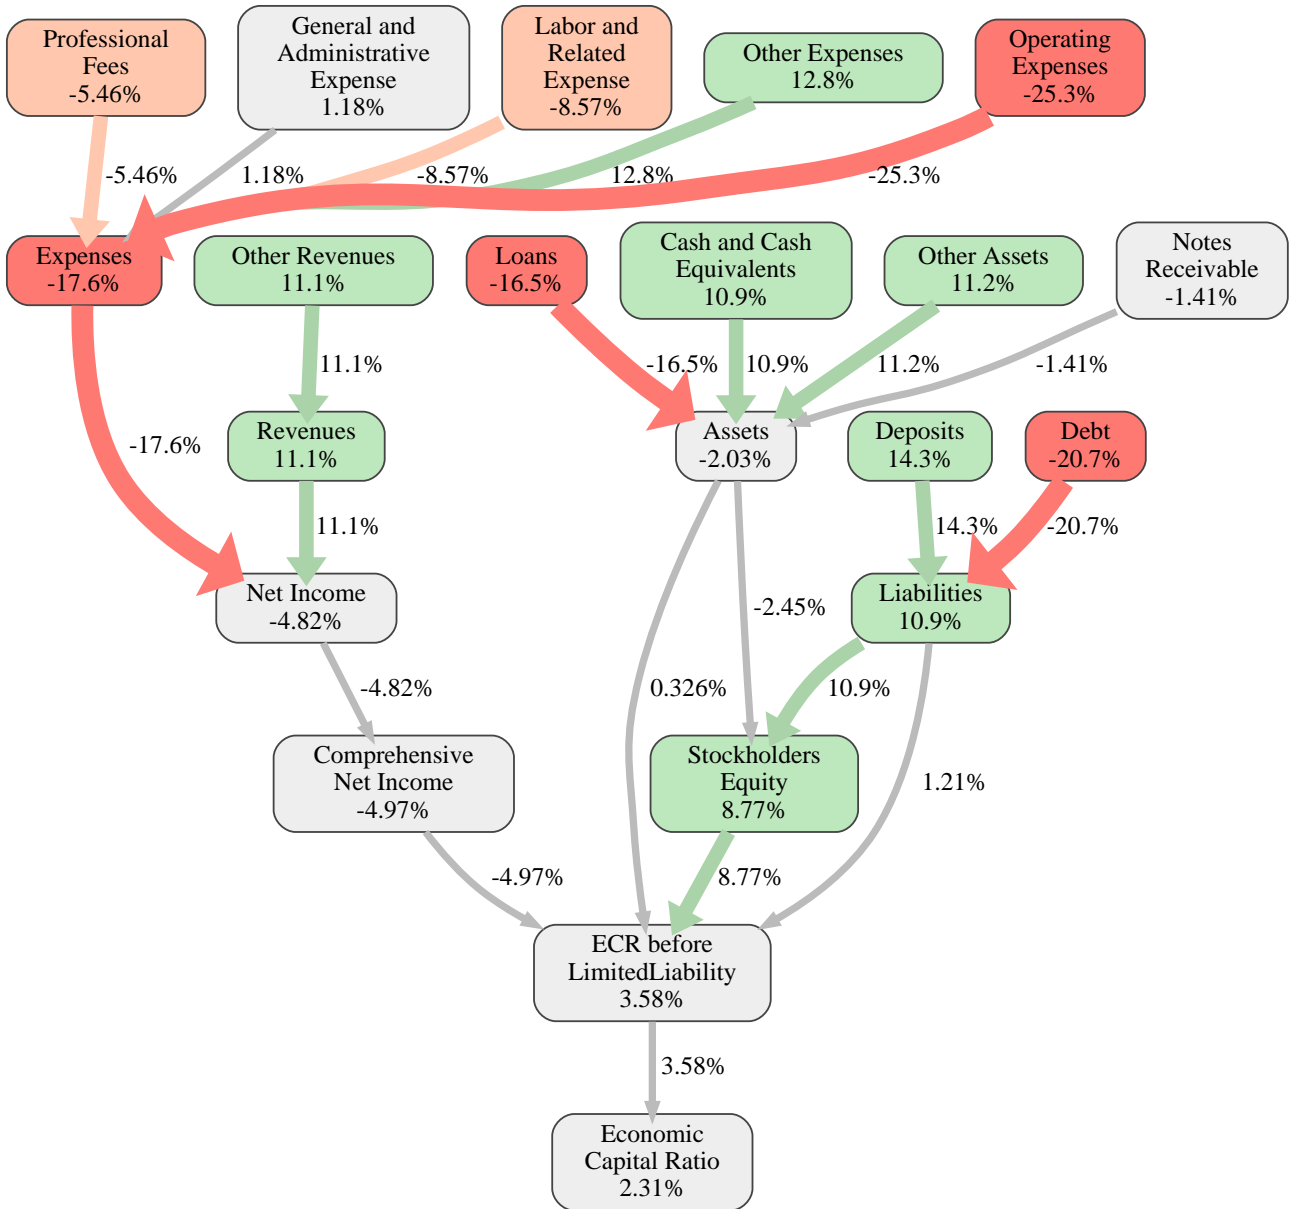 Professional
Fees
-5.46%
General and
Administrative
Expense
1.18%
Labor and
Related
Expense
-8.57%
Other Expenses
12.8%
Operating
Expenses
-25.3%
-5.46%
1.18%
-8.57%
12.8%
-25.3%
Expenses
-17.6%
Other Revenues
11.1%
Loans
-16.5%
Cash and Cash
Equivalents
10.9%
Other Assets
11.2%
Notes
Receivable
-1.41%
11.1%
-16.5%
10.9%
11.2%
-1.41%
-17.6%
Revenues
11.1%
Assets
-2.03%
Deposits
14.3%
Debt
-20.7%
11.1%
14.3%
-20.7%
Net Income
-4.82%
-2.45%
Liabilities
10.9%
-4.82%
0.326%
10.9%
Comprehensive
Net Income
-4.97%
Stockholders
Equity
8.77%
1.21%
-4.97%
8.77%
ECR before
LimitedLiability
3.58%
3.58%
Economic
Capital Ratio
2.31%